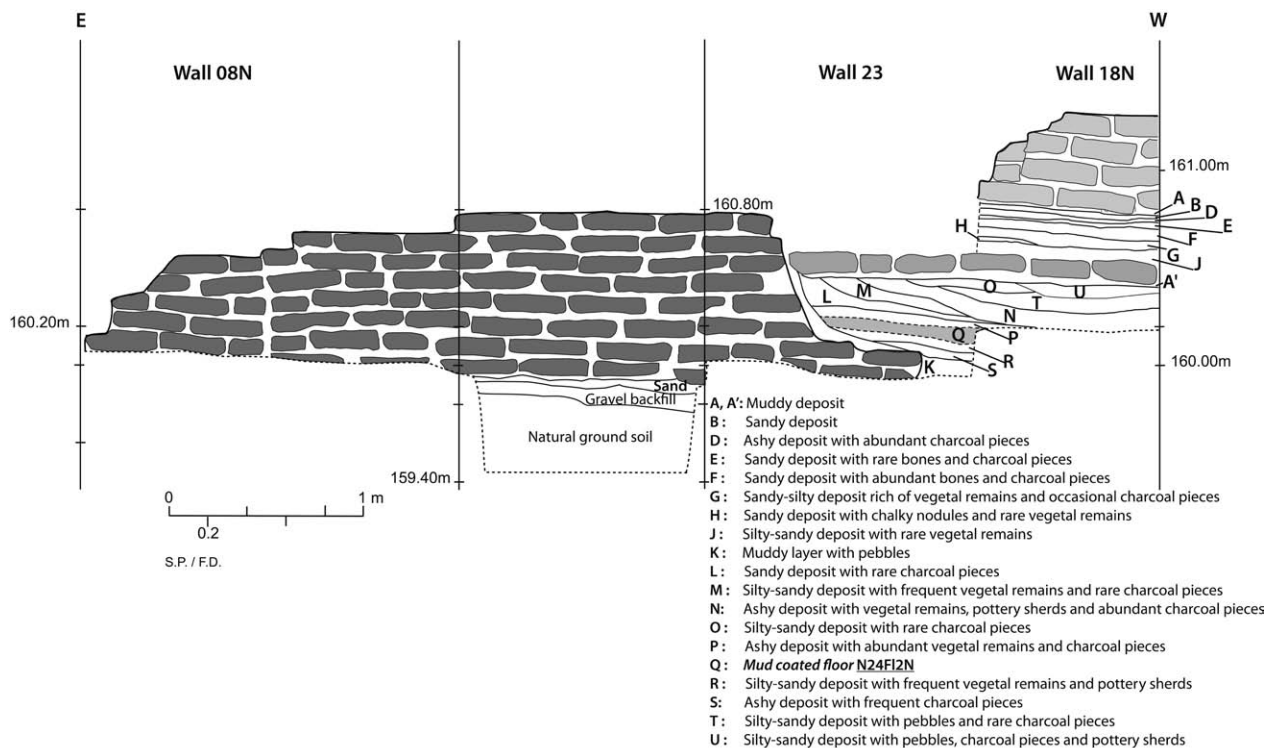 E
W
Wall 08N
Wall 23
Wall 18N
161.00m
A
B
D
E
F
H
G
J
A'
160.80m
O
U
T
M
L
N
160.20m
Q
P
R
S
K
160.00m
Sand
Gravel backfill
Natural ground soil
159.40m
0
1 m
0.2
S.P. / F.D.
A, A': Muddy deposit
B : Sandy deposit
D : Ashy deposit with abundant charcoal pieces
E : Sandy deposit with rare bones and charcoal pieces
F : Sandy deposit with abundant bones and charcoal pieces
G : Sandy-silty deposit rich of vegetal remains and occasional charcoal pieces
H : Sandy deposit with chalky nodules and rare vegetal remains
J : Silty-sandy deposit with rare vegetal remains
K : Muddy layer with pebbles
L : Sandy deposit with rare charcoal pieces
M : Silty-sandy deposit with frequent vegetal remains and rare charcoal pieces
N: Ashy deposit with vegetal remains, pottery sherds and abundant charcoal pieces
O : Silty-sandy deposit with rare charcoal pieces
P : Ashy deposit with abundant vegetal remains and charcoal pieces
Q : Mud coated floor N24Fl2N
R : Silty-sandy deposit with frequent vegetal remains and pottery sherds
S: Ashy deposit with frequent charcoal pieces
T : Silty-sandy deposit with pebbles and rare charcoal pieces
U : Silty-sandy deposit with pebbles, charcoal pieces and pottery sherds